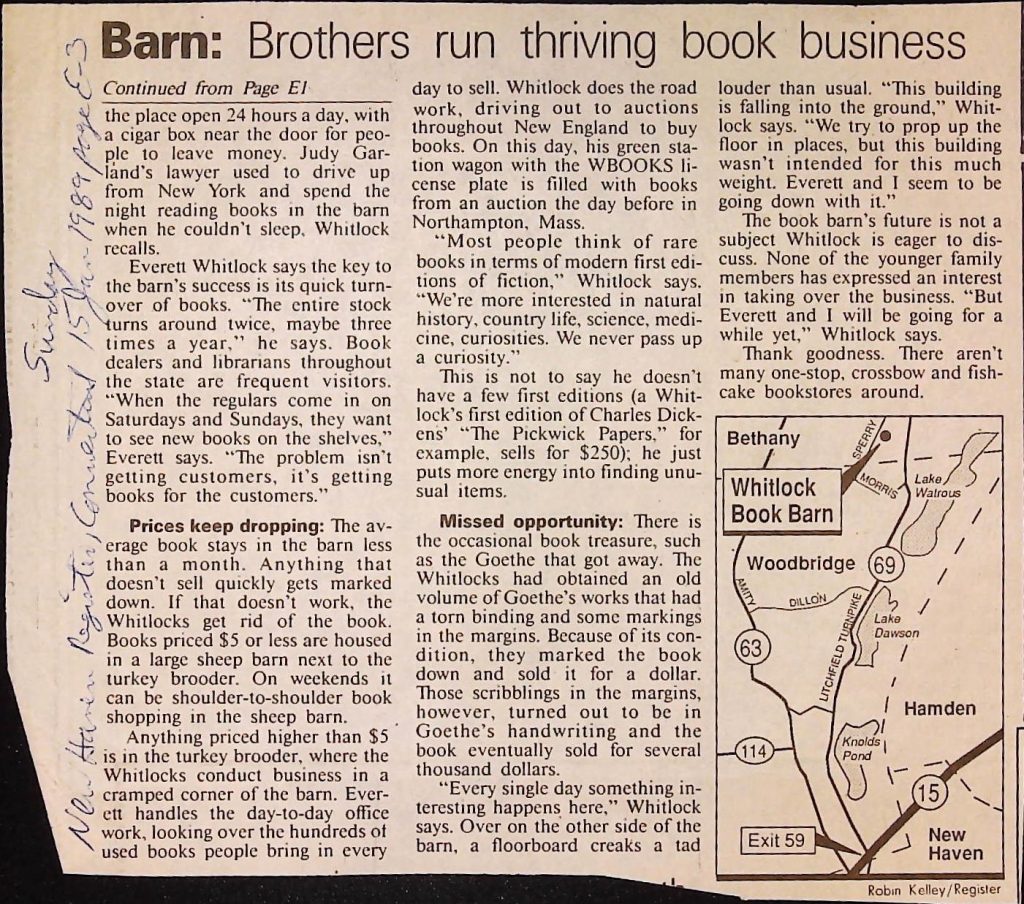 Barn: Brothers run thriving book business
Continued from Page E1
the place open 24 hours a day, with
a cigar box near the door for peo-
ple to leave money. Judy Gar-
land's lawyer used to drive up
from New York and spend the
night reading books in the barn
when he couldn't sleep, Whitlock
recalls.
Everett Whitlock says the key to
the barn's success is its quick turn-
over of books. "The entire stock
turns around twice, maybe three
times a year," he says. Book
dealers and librarians throughout
the state are frequent visitors.
"When the regulars come in on
Saturdays and Sundays, they want
to see new books on the shelves,"
Everett says. "The problem isn't
getting customers, it's getting
books for the customers."
Prices keep dropping: The av-
erage book stays in the barn less
than a month. Anything that
doesn't sell quickly gets marked
down. If that doesn't work, the
Whitlocks get rid of the book.
Books priced $5 or less are housed
in a large sheep barn next to the
turkey brooder. On weekends it
can be shoulder-to-shoulder book
shopping in the sheep barn.
Anything priced higher than $5
is in the turkey brooder, where the
Whitlocks conduct business in a
cramped corner of the barn. Ever-
ett handles the day-to-day office
work, looking over the hundreds of
used books people bring in every
day to sell. Whitlock does the road
work, driving out to auctions
throughout New England to buy
books. On this day, his green sta-
tion wagon with the WBOOKS li-
cense plate is filled with books
from an auction the day before in
Northampton, Mass.
"Most people think of rare
books in terms of modern first edi-
tions of fiction," Whitlock says.
"We're more interested in natural
history, country life, science, medi-
cine, curiosities. We never pass up
a curiosity."
This is not to say he doesn't
have a few first editions (a Whit-
lock's first edition of Charles Dick-
ens' "The Pickwick Papers," for
example, sells for $250); he just
puts more energy into finding unu-
sual items.
Missed opportunity: There is
the occasional book treasure, such
as the Goethe that got away. The
Whitlocks had obtained an old
volume of Goethe's works that had
a torn binding and some markings
in the margins. Because of its con-
dition, they marked the book
down and sold it for a dollar.
Those scribblings in the margins,
however, turned out to be in
Goethe's handwriting and the
book eventually sold for several
thousand dollars.
"Every single day something in-
teresting happens here," Whitlock
says. Over on the other side of the
barn, a floorboard creaks a tad
louder than usual. "This building
is falling into the ground," Whit-
lock says. "We try to prop up the
floor in places, but this building
wasn't intended for this much
weight. Everett and I seem to be
going down with it."
The book barn's future is not a
subject Whitlock is eager to dis-
cuss. None of the younger family
members has expressed an interest
in taking over the business. "But
Everett and I will be going for a
while yet," Whitlock says.
Thank goodness. There aren't
many one-stop, crossbow and fish-
cake bookstores around.
Bethany
SPERRY
MORRIS
Lake
Watrous
Whitlock
Book Barn
Woodbridge
69
AMITY
DILLON
LITCHFIELD TURNPIKE
Lake
Dawson
63
Hamden
114
Knolds
Pond
15
Exit 59
New
Haven
Robin Kelley/Register
Sunday
New Haven Register, Connecticut 15 Jan 1989 page E-3